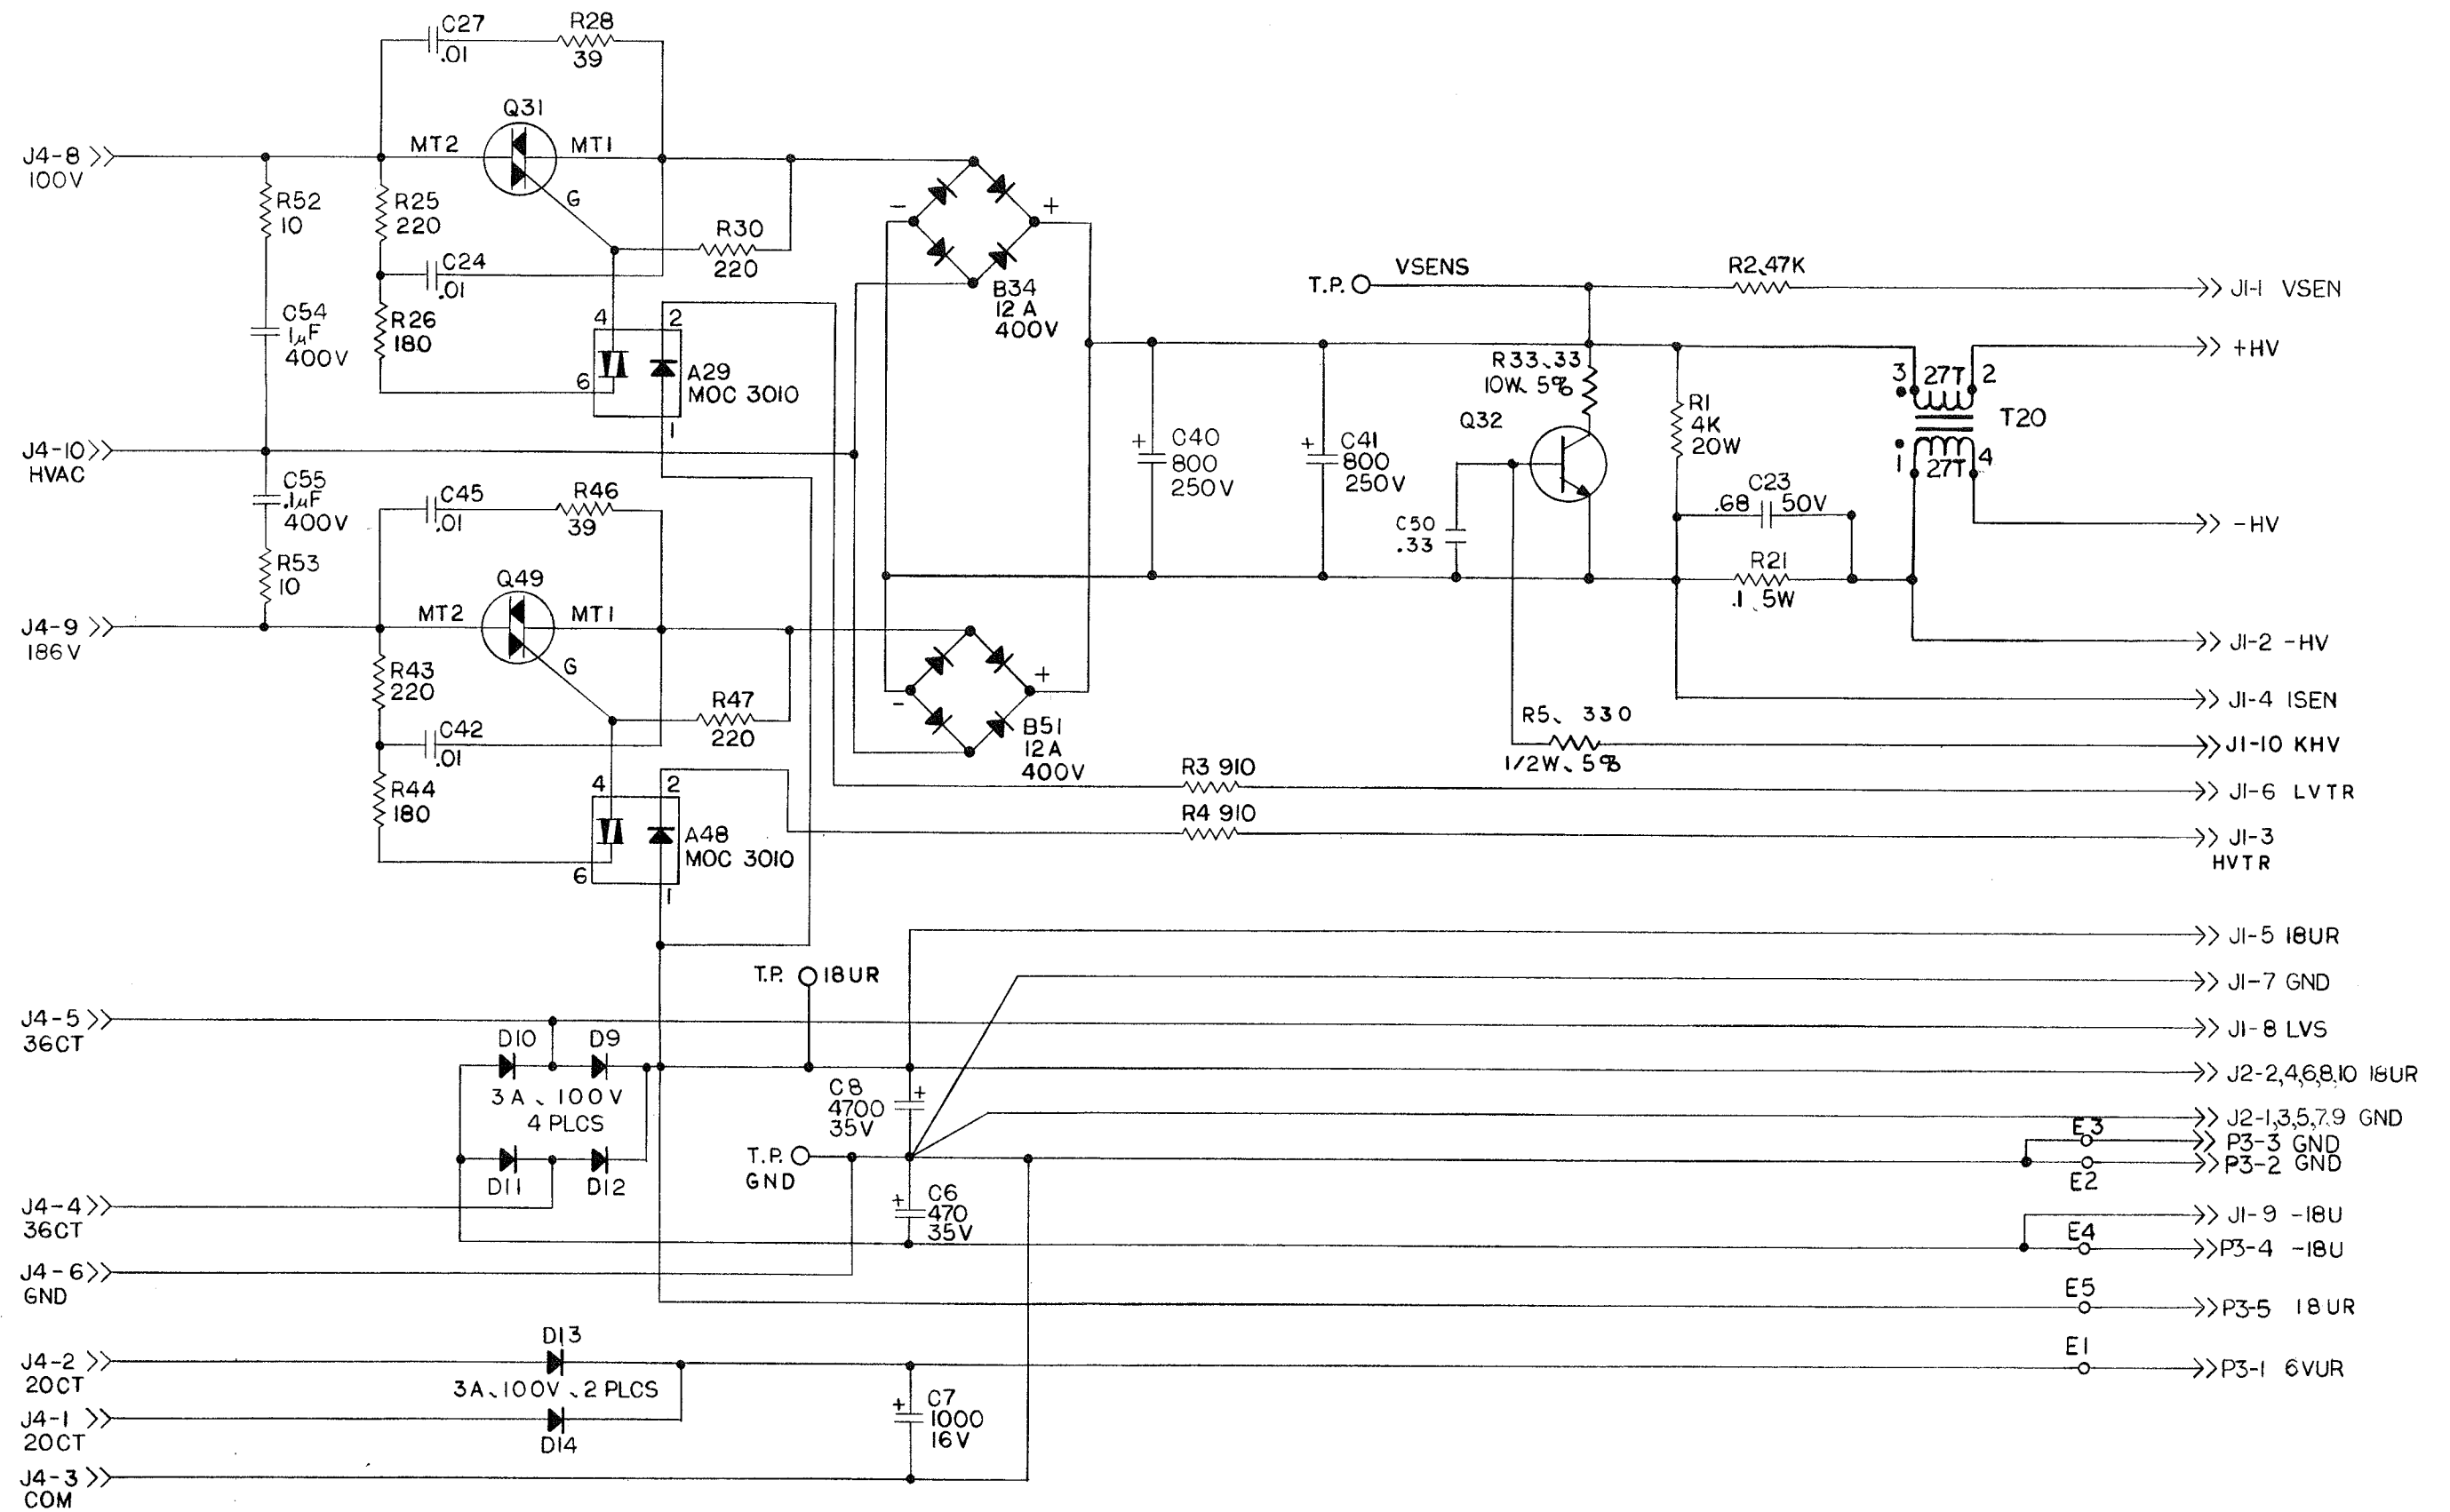 C27
.01
R28
39
Q31
MT2
MT1
G
J4-8
100V
R52
10
R25
220
R30
220
C24
.01
C54
1µF
400V
R26
180
4
2
6
1
A29
MOC 3010
- 
+
B34
12 A
400V
T.P.
VSENS
R2、47K
J1-1 VSEN
+HV
R33、33
10W、5%
Q32
R1
4K
20W
3
27T
2
T20
1
27T
4
+
C40
800
250V
+
C41
800
250V
C23
.68
50V
C50
.33
R21
.1、5W
-HV
J1-2 -HV
J1-4 ISEN
R5、 330
1/2W、5%
J1-10 KHV
J4-10
HVAC
C55
.1µF
400V
R53
10
C45
.01
R46
39
Q49
MT2
MT1
G
J4-9
186V
R43
220
R47
220
C42
.01
R44
180
4
2
6
1
A48
MOC 3010
-
+
B51
12A
400V
R3 910
J1-6 LVTR
R4 910
J1-3
HVTR
J1-5 18UR
T.P.
18UR
J1-7 GND
J4-5
36CT
J1-8 LVS
D10
D9
3A、100V
4 PLCS
D11
D12
J2-2,4,6,8,10 18UR
C8
4700
35V
+
J2-1,3,5,7,9 GND
T.P.
GND
E3
P3-3 GND
P3-2 GND
E2
J4-4
36CT
+
C6
470
35V
J1-9 -18U
E4
P3-4 -18U
J4-6
GND
E5
P3-5 18UR
D13
J4-2
20CT
3A、100V、2 PLCS
E1
P3-1 6VUR
J4-1
20CT
D14
+
C7
1000
16V
J4-3
COM